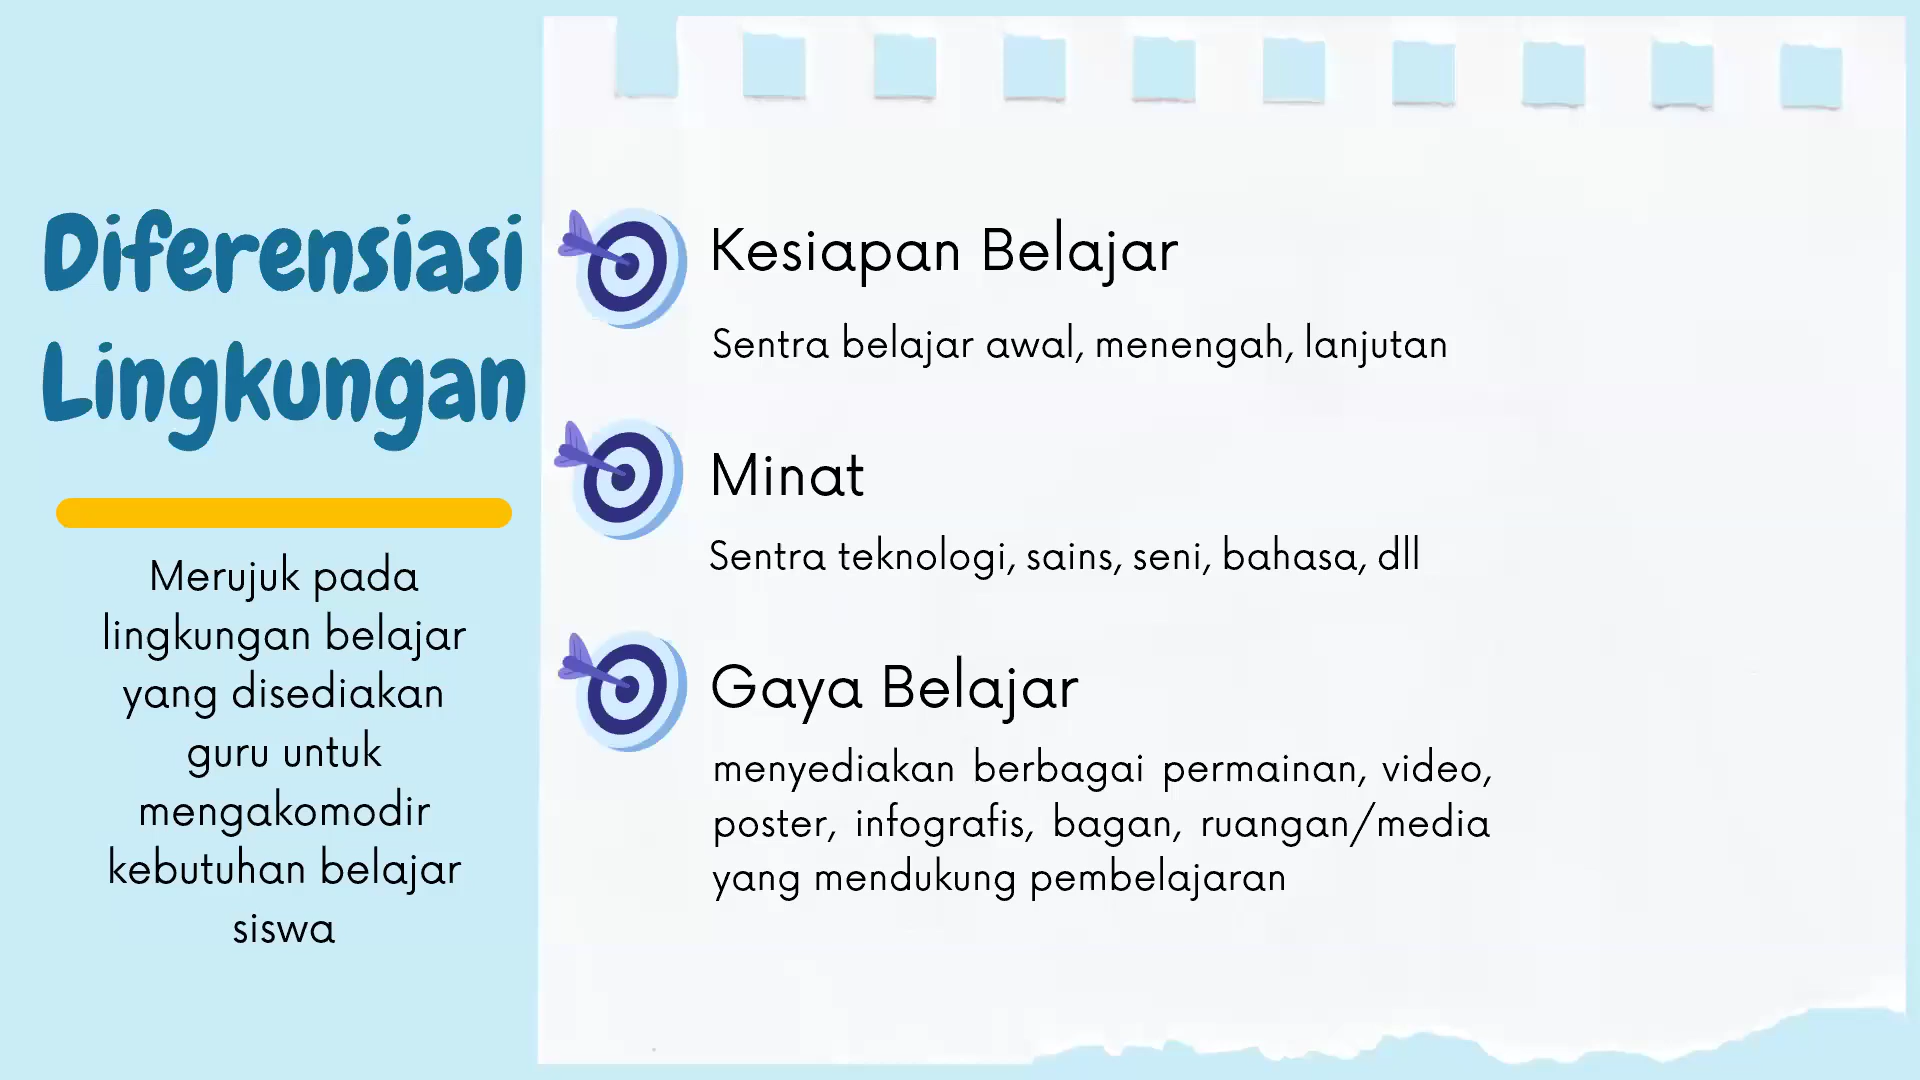 Diferensiasi
Lingkungan
Merujuk pada
lingkungan belajar
yang disediakan
guru untuk
mengakomodir
kebutuhan belajar
siswa
Kesiapan Belajar
Sentra belajar awal, menengah, lanjutan
Minat
Sentra teknologi, sains, seni, bahasa, dll
Gaya Belajar
menyediakan berbagai permainan, video,
poster, infografis, bagan, ruangan/media
yang mendukung pembelajaran